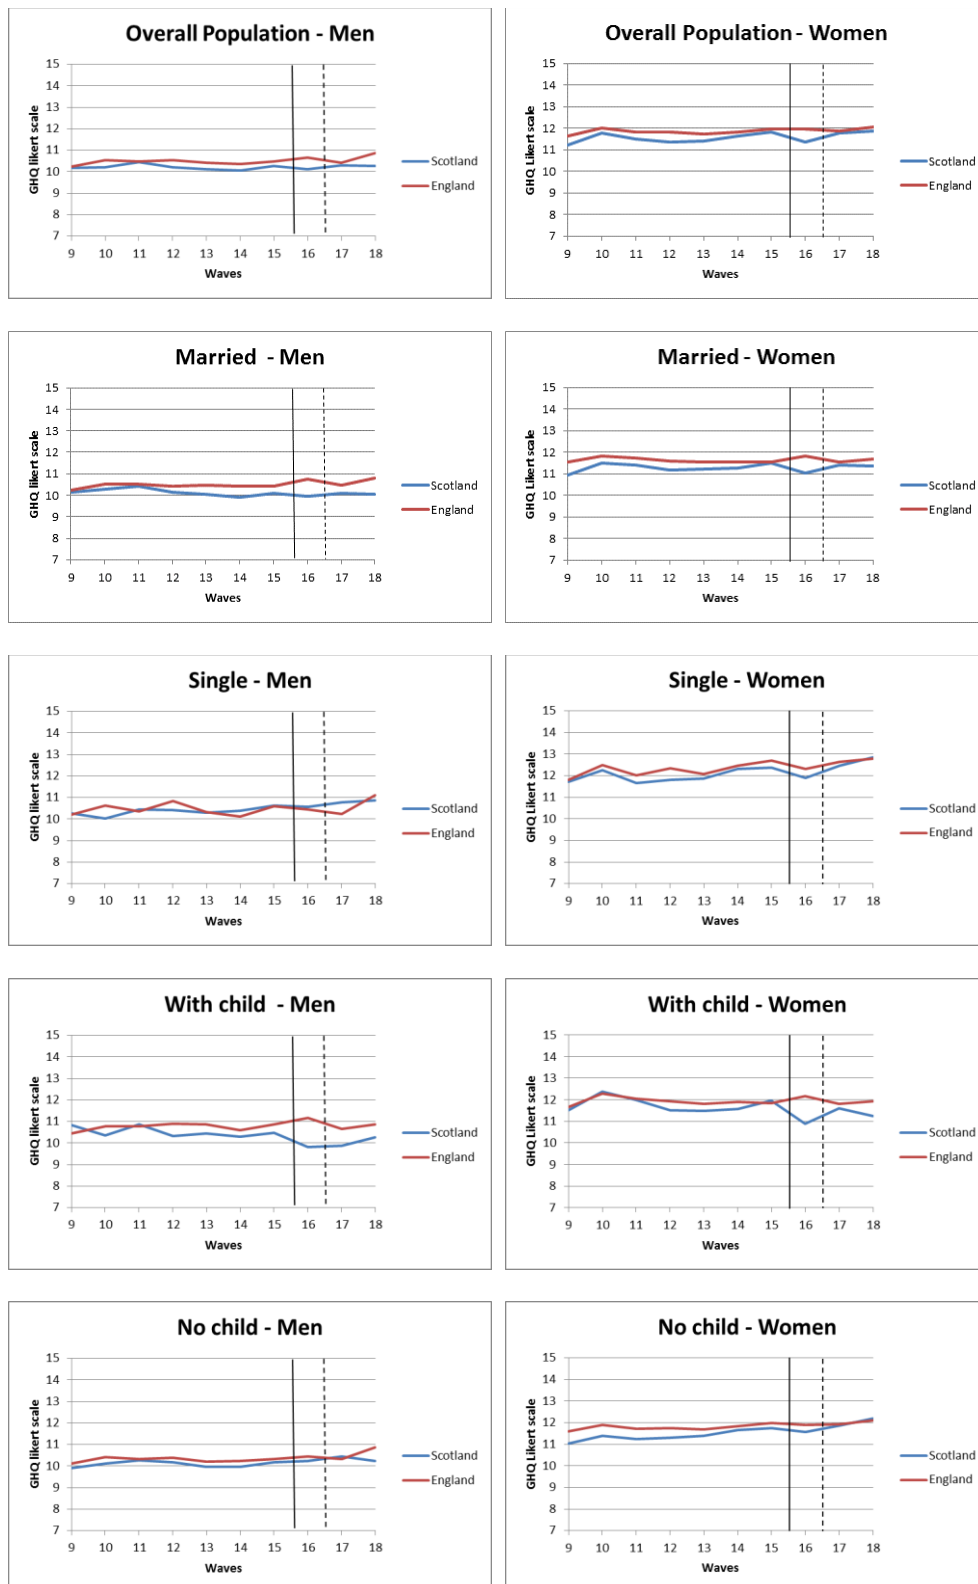 Overall Population - Men
15
14
13
12
11
10
9
8
7
GHQ likert scale
9 10 11 12 13 14 15 16 17 18
Waves
Scotland
England
Overall Population - Women
15
14
13
12
11
10
9
8
7
GHQ Likert scale
9 10 11 12 13 14 15 16 17 18
Waves
Scotland
England
Married - Men
15
14
13
12
11
10
9
8
7
GHQ likert scale
9 10 11 12 13 14 15 16 17 18
Waves
Scotland
England
Married - Women
15
14
13
12
11
10
9
8
7
GHQ Likert scale
9 10 11 12 13 14 15 16 17 18
Waves
Scotland
England
Single - Men
15
14
13
12
11
10
9
8
7
GHQ likert scale
9 10 11 12 13 14 15 16 17 18
Waves
Scotland
England
Single - Women
15
14
13
12
11
10
9
8
7
GHQ Likert scale
9 10 11 12 13 14 15 16 17 18
Waves
Scotland
England
With child - Men
15
14
13
12
11
10
9
8
7
GHQ likert scale
9 10 11 12 13 14 15 16 17 18
Waves
Scotland
England
With child - Women
15
14
13
12
11
10
9
8
7
GHQ Likert scale
9 10 11 12 13 14 15 16 17 18
Waves
Scotland
England
No child - Men
15
14
13
12
11
10
9
8
7
GHQ likert scale
9 10 11 12 13 14 15 16 17 18
Waves
Scotland
England
No child - Women
15
14
13
12
11
10
9
8
7
GHQ Likert scale
9 10 11 12 13 14 15 16 17 18
Waves
Scotland
England